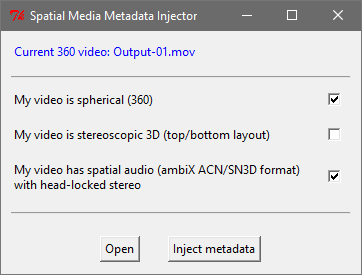 Spatial Media Metadata Injector
Current 360 video: Output-01.mov
My video is spherical (360)
My video is stereoscopic 3D (top/bottom layout)
My video has spatial audio (ambiX ACN/SN3D format)
with head-locked stereo
Open
Inject metadata